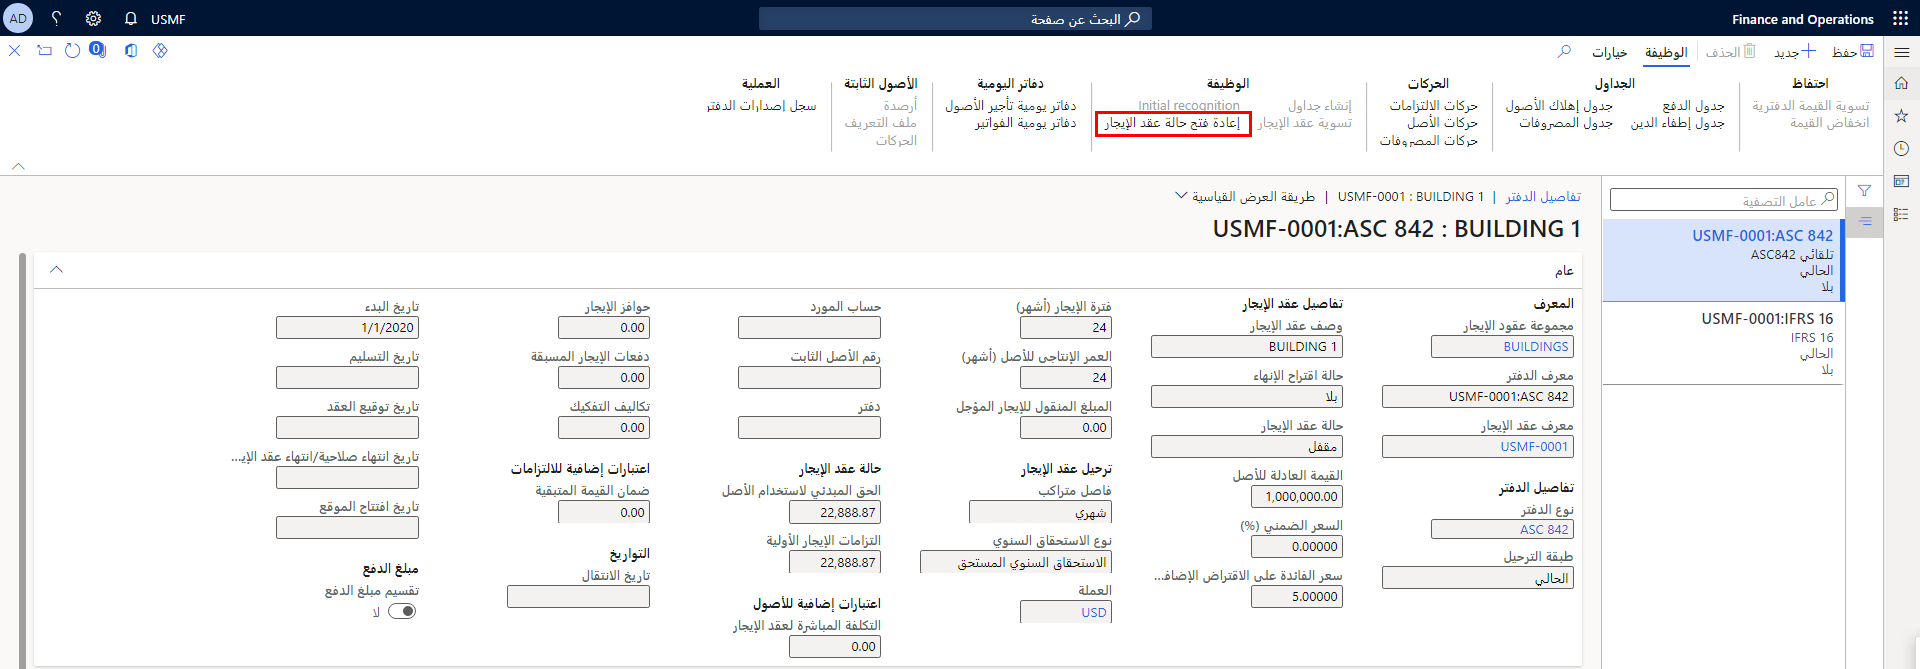 Finance and Operations
البحث عن صفحة
USMF
AD
حفظ
جديد
الحذف
الوظيفة
خيارات
0
احتفاظ
تسوية القيمة الدفترية
انخفاض القيمة
الجداول
جدول الدفع
جدول إطفاء الدين
جدول إهلاك الأصول
جدول المصروفات
الحركات
حركات الالتزامات
حركات الأصل
حركات المصروفات
الوظيفة
إنشاء جداول
تسوية عقد الإيجار
Initial recognition
إعادة فتح حالة عقد الإيجار
دفاتر اليومية
دفاتر يومية تأجير الأصول
دفاتر يومية الفواتير
الأصول الثابتة
أرصدة
ملف التعريف
الحركات
العملية
سجل إصدارات الدفتر
عامل التصفية
USMF-0001:ASC 842
تلقائي ASC842
الحالي
بلا
USMF-0001:IFRS 16
IFRS 16
الحالي
بلا
تفاصيل الدفتر | USMF-0001 : BUILDING 1 | طريقة العرض القياسية
USMF-0001:ASC 842 : BUILDING 1
عام
المعرف
مجموعة عقود الإيجار
BUILDINGS
معرف الدفتر
USMF-0001:ASC 842
معرف عقد الإيجار
USMF-0001
تفاصيل الدفتر
نوع الدفتر
ASC 842
طبقة الترحيل
الحالي
تفاصيل عقد الإيجار
وصف عقد الإيجار
BUILDING 1
حالة اقتراح الإنهاء
بلا
حالة عقد الإيجار
مقفل
القيمة العادلة للأصل
1,000,000.00
السعر الضمني (%)
0.00000
سعر الفائدة على الاقتراض الإضاف...
5.00000
فترة الإيجار (أشهر)
24
العمر الإنتاجي للأصل (أشهر)
24
المبلغ المنقول للإيجار المؤجل
0.00
ترحيل عقد الإيجار
فاصل متراكب
شهري
نوع الاستحقاق السنوي
الاستحقاق السنوي المستحق
العملة
USD
حساب المورد
رقم الأصل الثابت
دفتر
حالة عقد الإيجار
الحق المبدئي لاستخدام الأصل
22,888.87
التزامات الإيجار الأولية
22,888.87
اعتبارات إضافية للأصول
التكلفة المباشرة لعقد الإيجار
0.00
حوافز الإيجار
0.00
دفعات الإيجار المسبقة
0.00
تكاليف التفكيك
0.00
اعتبارات إضافية للالتزامات
ضمان القيمة المتبقية
0.00
التواريخ
تاريخ الانتقال
تاريخ البدء
1/1/2020
تاريخ التسليم
تاريخ توقيع العقد
تاريخ انتهاء صلاحية/انتهاء عقد الإيـ...
تاريخ افتتاح الموقع
مبلغ الدفع
تقسيم مبلغ الدفع
لا